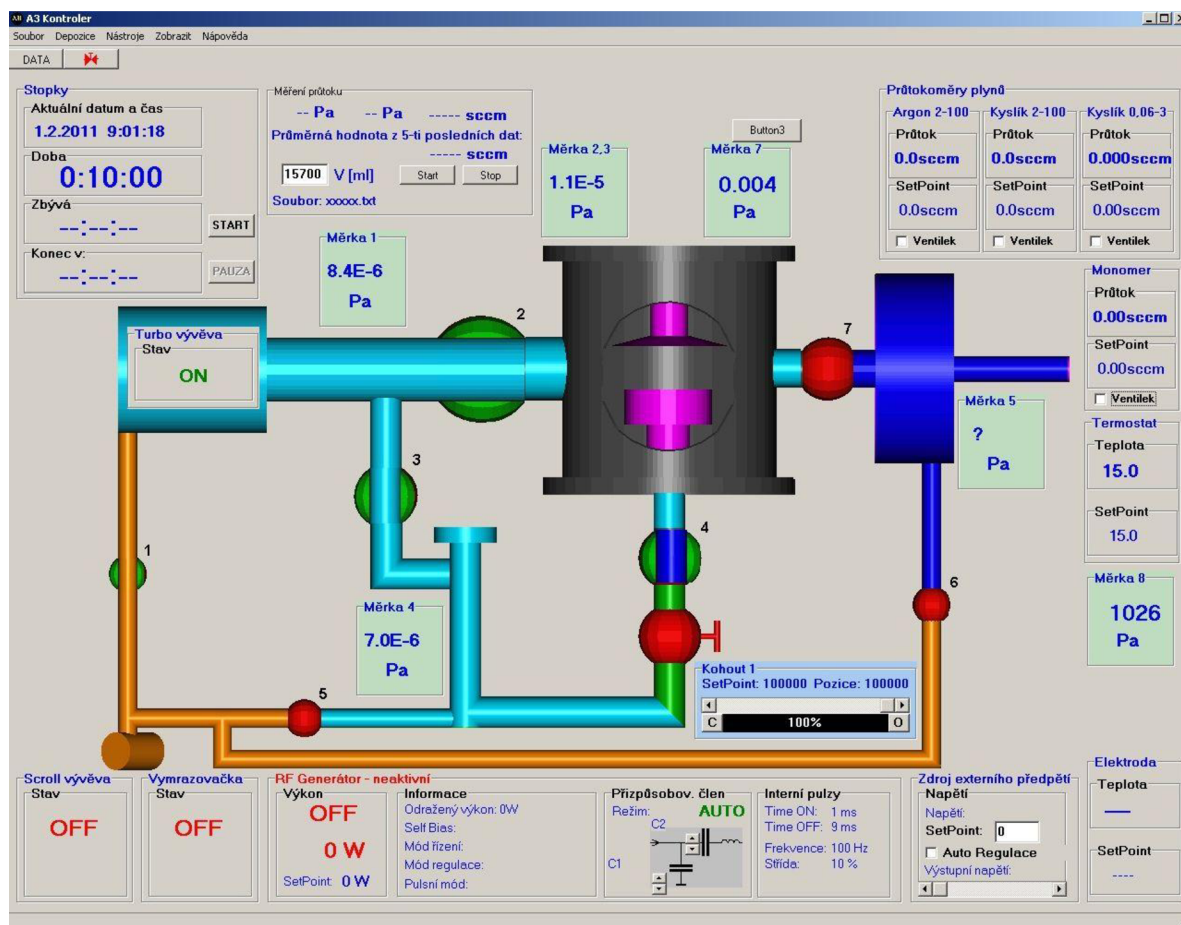 A3 Kontroler
Soubor Depozice Nástroje Zobrazit Nápověda
DATA
Stopky
Aktuální datum a čas
1.2.2011 9:01:18
Doba
0:10:00
Zbývá
--:--:--
START
Konec v:
--:--:--
PAUZA
Měření průtoku
-- Pa -- Pa ----- sccm
Průměrná hodnota z 5-ti posledních dat:
----- sccm
15700 V [ml] Start Stop
Soubor: xxxxx.txt
Button3
Měrka 2,3
1.1E-5
Pa
Měrka 7
0.004
Pa
Měrka 1
8.4E-6
Pa
Průtokoměry plynů
Argon 2-100 Kyslík 2-100 Kyslík 0,06-3
Průtok Průtok Průtok
0.0sccm 0.0sccm 0.000sccm
SetPoint SetPoint SetPoint
0.0sccm 0.0sccm 0.00sccm
Ventilek Ventilek Ventilek
Monomer
Průtok
0.00sccm
SetPoint
0.00sccm
Ventilek
Termostat
Teplota
15.0
SetPoint
15.0
Měrka 8
1026
Pa
Turbo vývěva
Stav
ON
2
7
Měrka 5
?
Pa
3
4
1
6
Měrka 4
7.0E-6
Pa
5
Kohout 1
SetPoint: 100000 Pozice: 100000
C 100% O
Scroll vývěva
Stav
OFF
Vymrazovačka
Stav
OFF
RF Generátor - neaktivní
Výkon
OFF
0 W
SetPoint: 0 W
Informace
Odražený výkon: 0W
Self Bias:
Mód řízení:
Mód regulace:
Pulsní mód:
Přizpůsobov. člen
Režim: AUTO
C2
C1
Interní pulzy
Time ON: 1 ms
Time OFF: 9 ms
Frekvence: 100 Hz
Střída: 10 %
Zdroj externího předpětí
Napětí
Napětí:
SetPoint: 0
Auto Regulace
Výstupní napětí:
Elektroda
Teplota
----
SetPoint
----